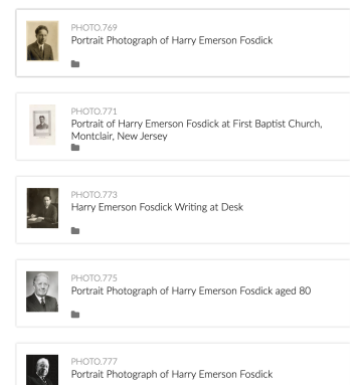 PHOTO.769
Portrait Photograph of Harry Emerson Fosdick
PHOTO.771
Portrait of Harry Emerson Fosdick at First Baptist Church,
Montclair, New Jersey
PHOTO.773
Harry Emerson Fosdick Writing at Desk
PHOTO.775
Portrait Photograph of Harry Emerson Fosdick aged 80
PHOTO.777
Portrait Photograph of Harry Emerson Fosdick